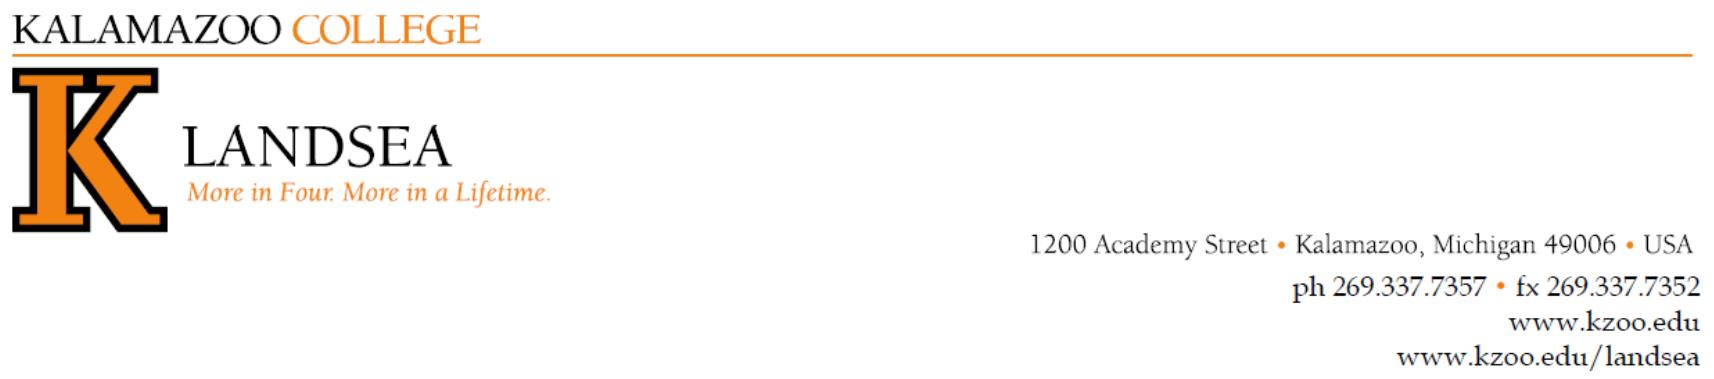 KALAMAZOO COLLEGE
K
LANDSEA
More in Four. More in a Lifetime.
1200 Academy Street • Kalamazoo, Michigan 49006 • USA
ph 269.337.7357 • fx 269.337.7352
www.kzoo.edu
www.kzoo.edu/landsea